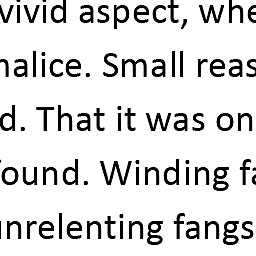 vivid aspect, whe
malice. Small reas
d. That it was on
found. Winding fa
unrelenting fangs